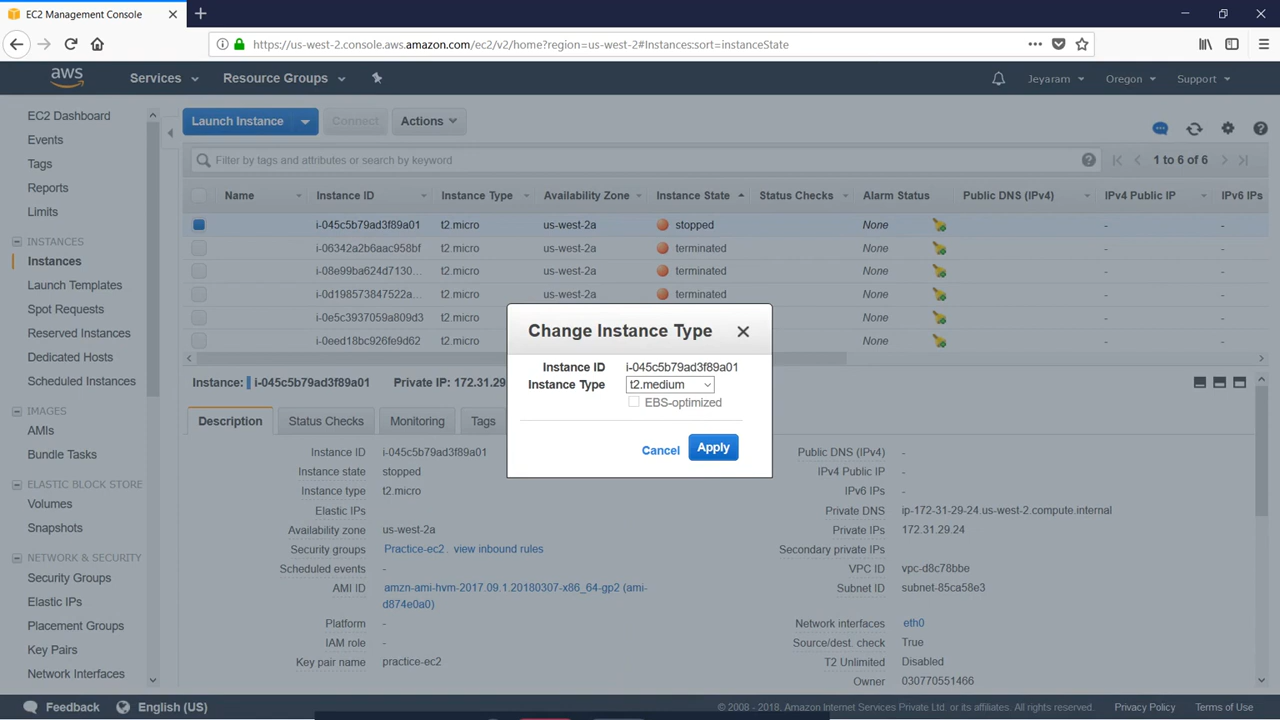 EC2 Management Console
https://us-west-2.console.aws.amazon.com/ec2/v2/home?region=us-west-2#Instances:sort=instanceState
aws Services Resource Groups Jeyaram Oregon Support
EC2 Dashboard
Events
Tags
Reports
Limits
INSTANCES
Instances
Launch Templates
Spot Requests
Reserved Instances
Dedicated Hosts
Scheduled Instances
IMAGES
AMIs
Bundle Tasks
ELASTIC BLOCK STORE
Volumes
Snapshots
NETWORK & SECURITY
Security Groups
Elastic IPs
Placement Groups
Key Pairs
Network Interfaces
Launch Instance Connect Actions
Filter by tags and attributes or search by keyword 1 to 6 of 6
Name Instance ID Instance Type Availability Zone Instance State Status Checks Alarm Status Public DNS (IPv4) IPv4 Public IP IPv6 IPs
i-045c5b79ad3f89a01 t2.micro us-west-2a stopped None - -
i-06342a2b6aac958bf t2.micro us-west-2a terminated None - -
i-08e99ba624d7130... t2.micro us-west-2a terminated None - -
i-0d198573847522a... t2.micro us-west-2a terminated None - -
i-0e5c3937059a809d3 t2.micro None - -
i-0eed18bc926fe9d62 t2.micro None - -
Change Instance Type
Instance ID i-045c5b79ad3f89a01
Instance Type t2.medium
EBS-optimized
Cancel Apply
Instance: i-045c5b79ad3f89a01 Private IP: 172.31.29
Description Status Checks Monitoring Tags
Instance ID i-045c5b79ad3f89a01
Instance state stopped
Instance type t2.micro
Elastic IPs
Availability zone us-west-2a
Security groups Practice-ec2 . view inbound rules
Scheduled events -
AMI ID amzn-ami-hvm-2017.09.1.20180307-x86_64-gp2 (ami-
d874e0a0)
Platform -
IAM role -
Key pair name practice-ec2
Public DNS (IPv4) -
IPv4 Public IP -
IPv6 IPs -
Private DNS ip-172-31-29-24.us-west-2.compute.internal
Private IPs 172.31.29.24
Secondary private IPs
VPC ID vpc-d8c78bbe
Subnet ID subnet-85ca58e3
Network interfaces eth0
Source/dest. check True
T2 Unlimited Disabled
Owner 030770551466
Feedback English (US) © 2008 - 2018, Amazon Internet Services Private Ltd. or its affiliates. All rights reserved. Privacy Policy Terms of Use